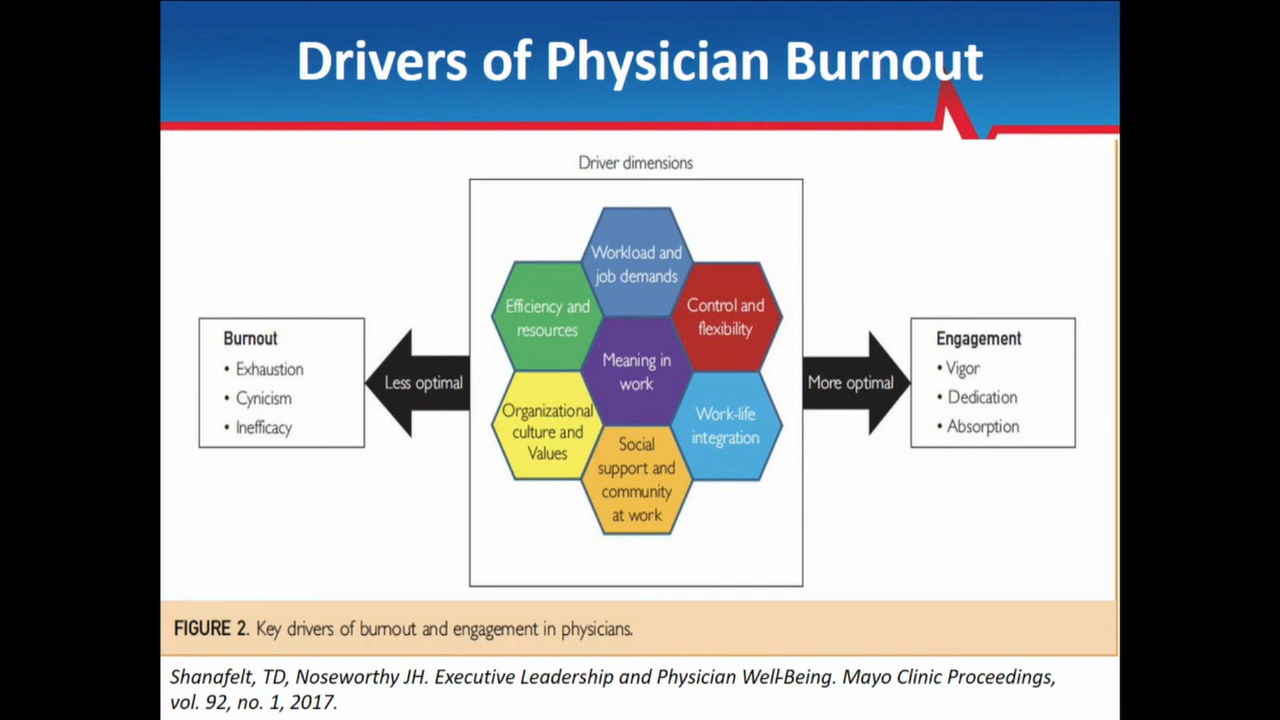 Drivers of Physician Burnout
Driver dimensions
Workload and
job demands
Efficiency and
resources
Control and
flexibility
Meaning in
work
Organizational
culture and
Values
Work-life
integration
Social
support and
community
at work
Burnout
• Exhaustion
• Cynicism
• Inefficacy
Less optimal
More optimal
Engagement
• Vigor
• Dedication
• Absorption
FIGURE 2. Key drivers of burnout and engagement in physicians.
Shanafelt, TD, Noseworthy JH. Executive Leadership and Physician Well-Being. Mayo Clinic Proceedings,
vol. 92, no. 1, 2017.